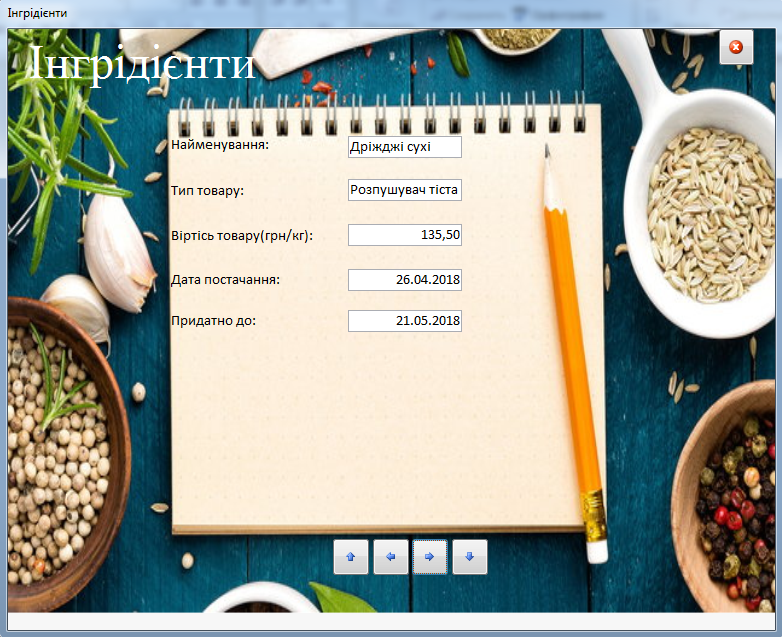 Інгрідієнти
Інгрідієнти
Найменування: Дріжджі сухі
Тип товару: Розпушувач тіста
Віртісь товару(грн/кг): 135,50
Дата постачання: 26.04.2018
Придатно до: 21.05.2018